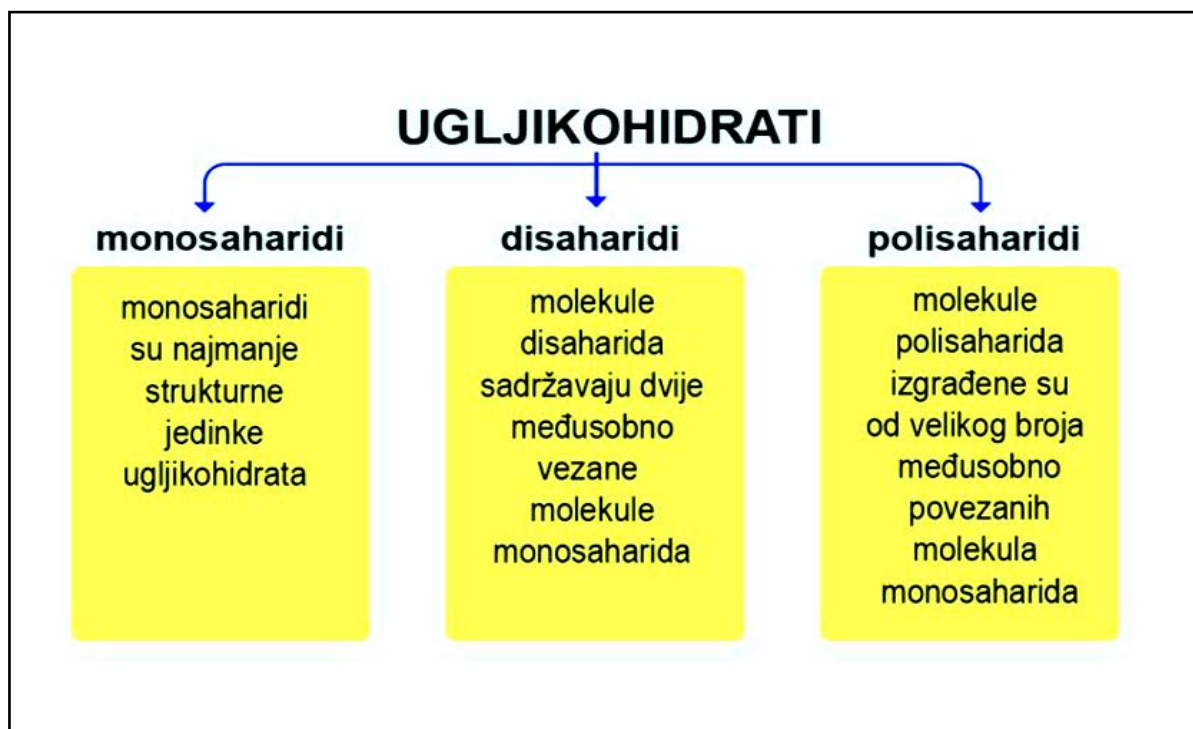 UGLJIKOHIDRATI
monosaharidi
monosaharidi
su najmanje
strukturne
jedinke
ugljikohidrata
disaharidi
molekule
disaharida
sadržavaju dvije
međusobno
vezane
molekule
monosaharida
polisaharidi
molekule
polisaharida
izgrađene su
od velikog broja
međusobno
povezanih
molekula
monosaharida